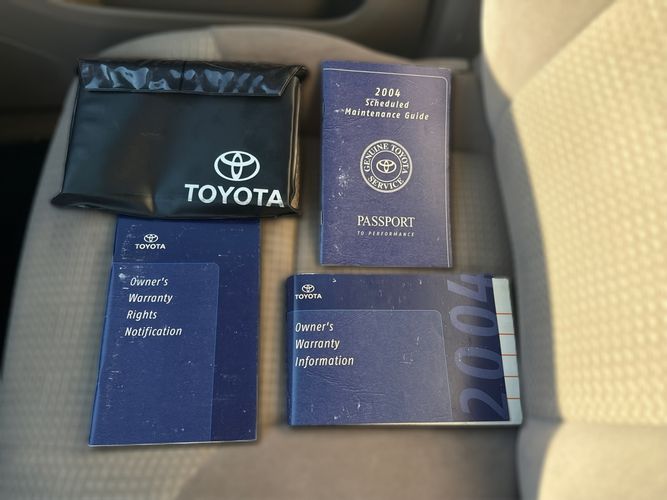 TOYOTA
2004
Scheduled
Maintenance Guide
GENUINE TOYOTA
SERVICE
PASSPORT
TO PERFORMANCE
TOYOTA
Owner's
Warranty
Rights
Notification
TOYOTA
Owner's
Warranty
Information
2004